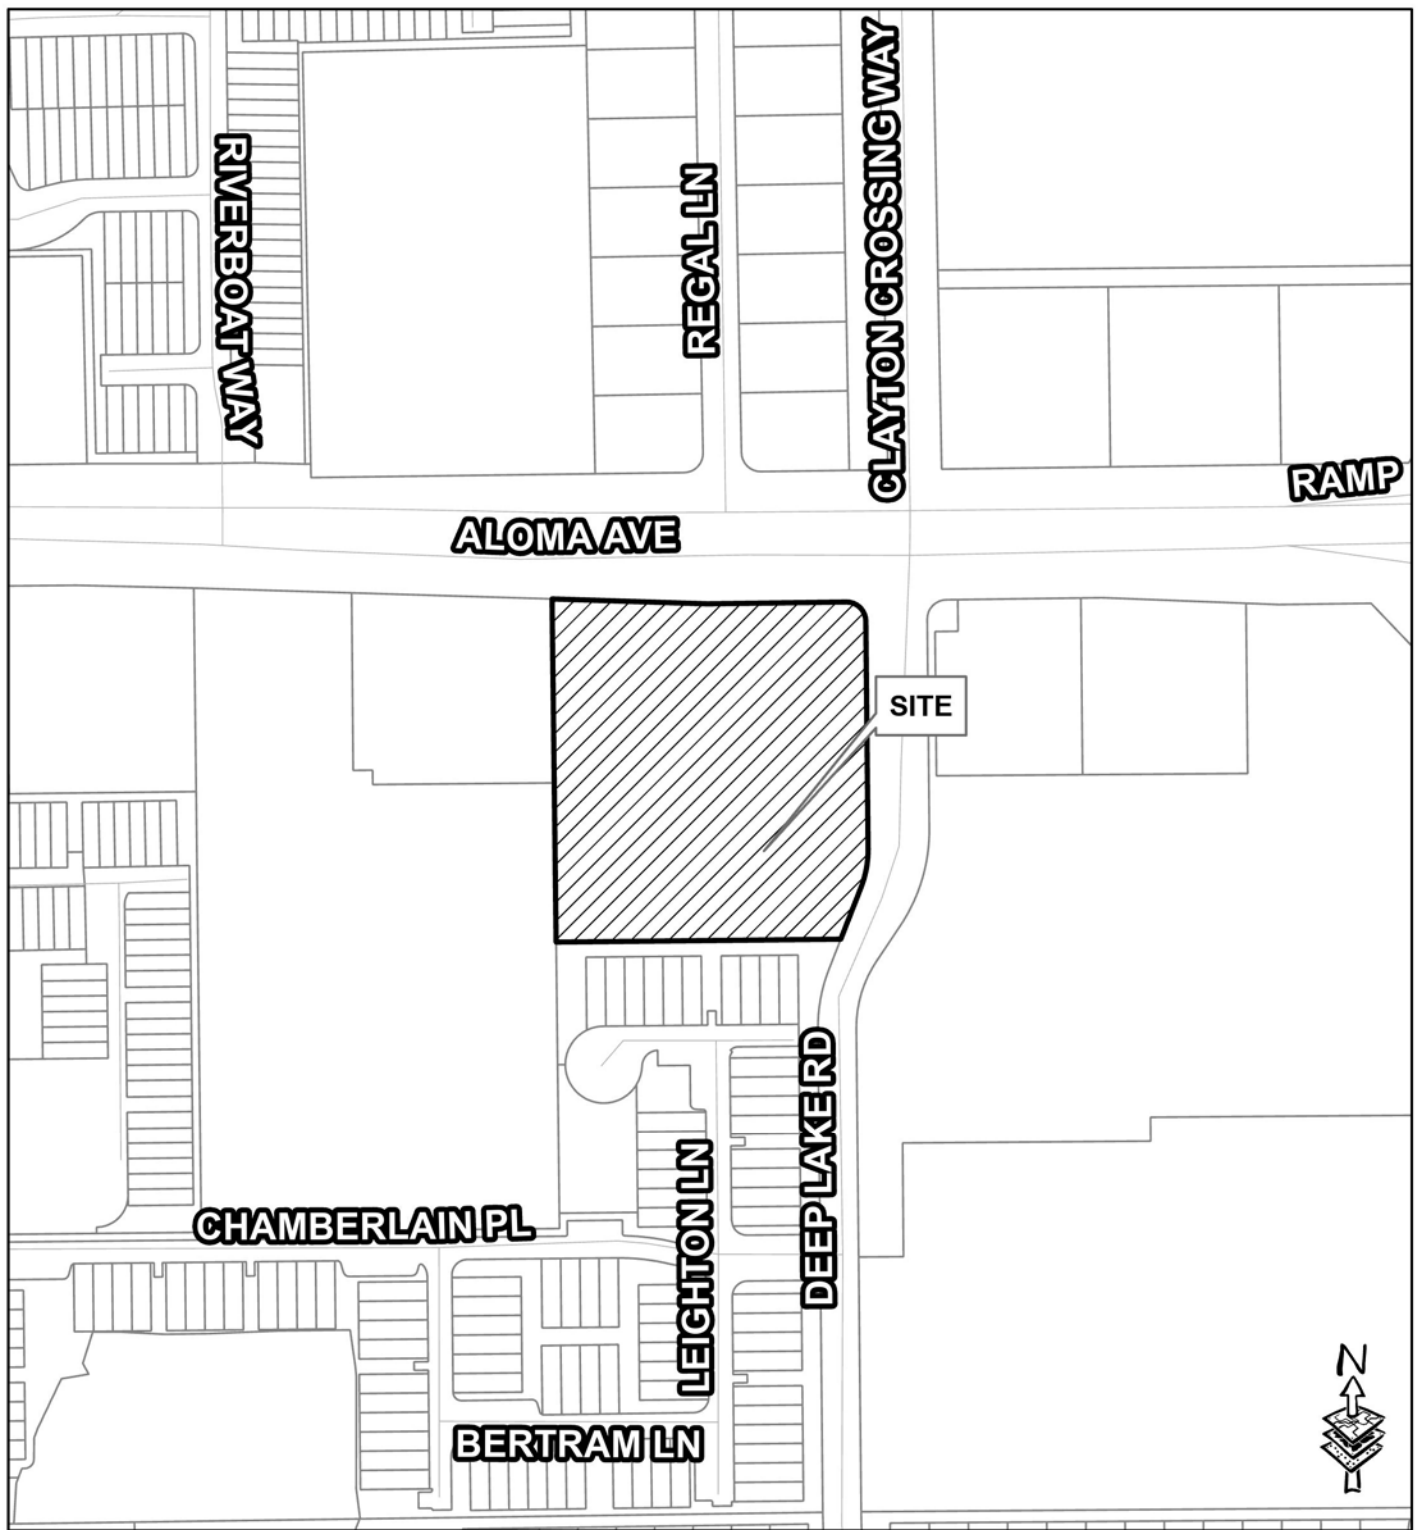 CLAYTON CROSSING WAY
RIVERBOAT WAY
REGAL LN
RAMP
ALOMA AVE
SITE
DEEP LAKE RD
LEIGHTON LN
CHAMBERLAIN PL
N
BERTRAM LN